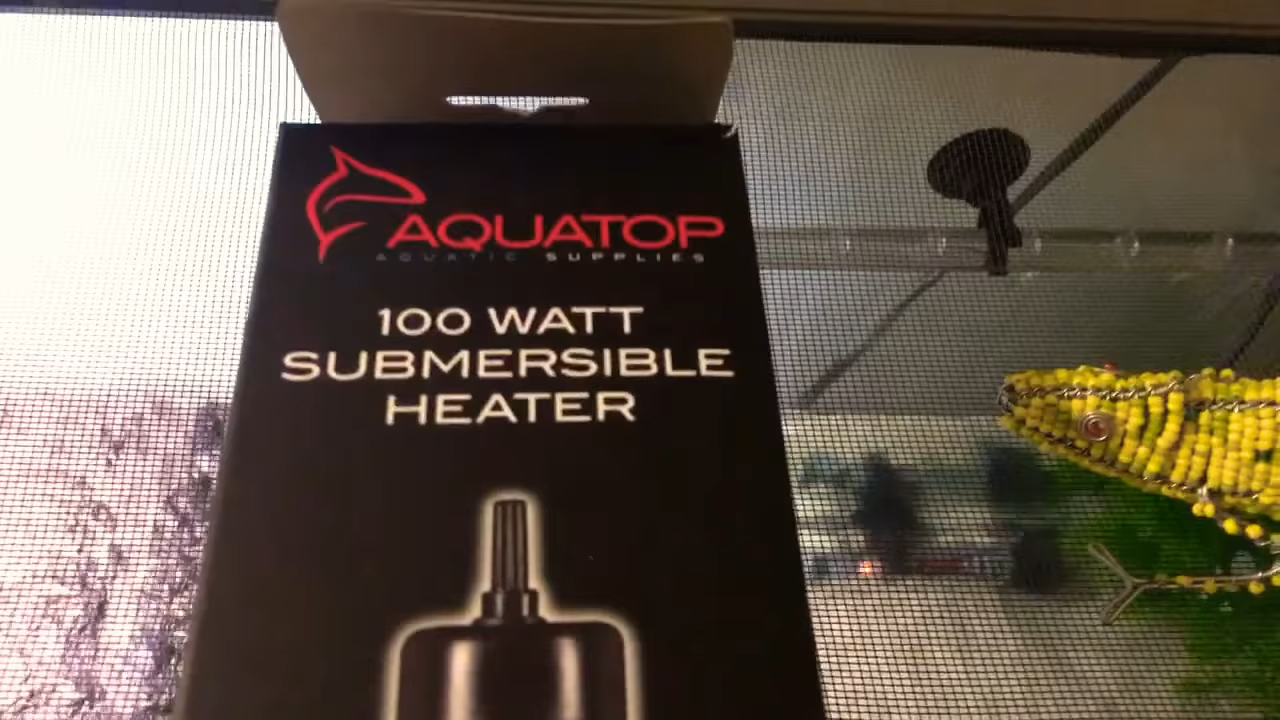 AQUATOP
AQUATIC SUPPLIES
100 WATT
SUBMERSIBLE
HEATER